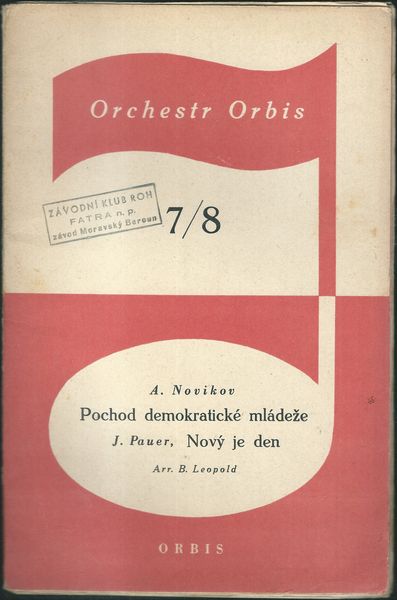 Orchestr Orbis
ZÁVODNÍ KLUB ROH
FATRA n. p.
závod Moravský Beroun
7/8
A. Novikov
Pochod demokratické mládeže
J. Pauer, Nový je den
Arr. B. Leopold
ORBIS